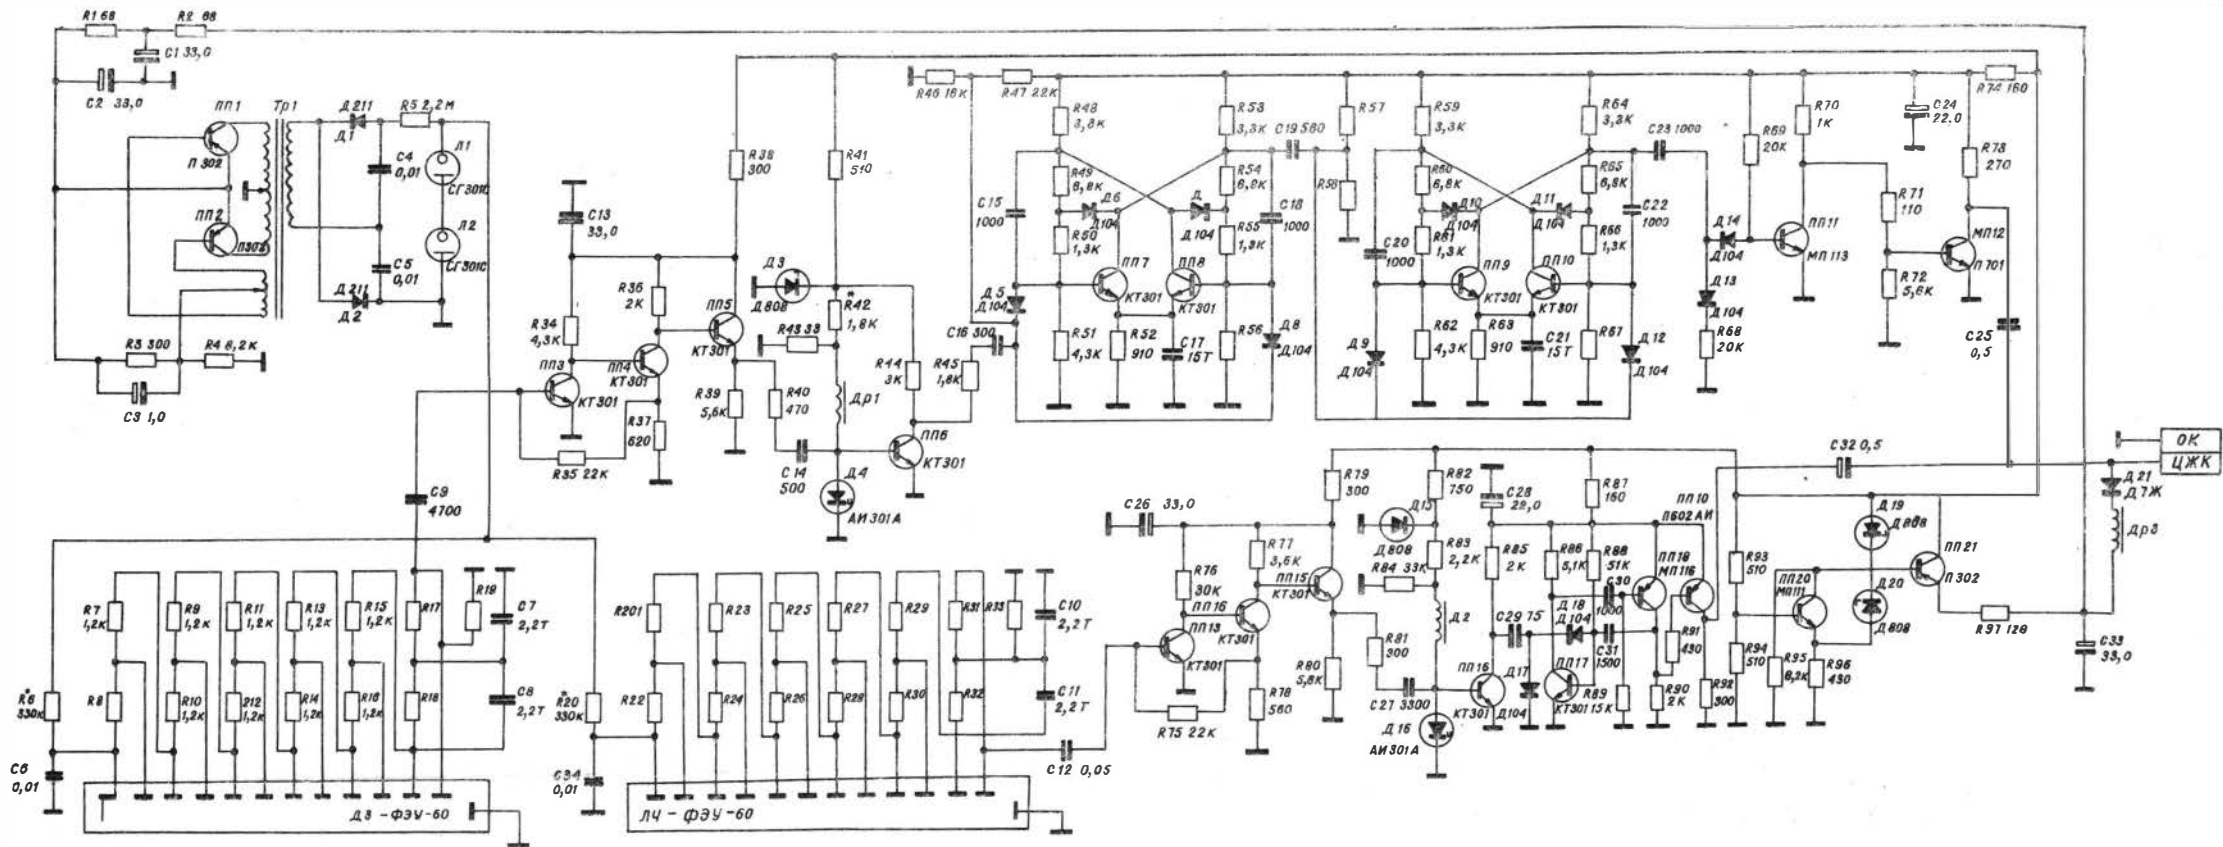 R1 68
R2 68
C1 33,0
C2 33,0
ПП1
Тр1
Д211
R5 2,2м
Д1
П302
C4
0,01
Л1
СГ301С
ПП2
П302
C5
0,01
Л2
СГ301С
Д211
Д2
R3 300
R4 8,2К
C3 1,0
C13
33,0
R34
4,3К
ПП3
КТ301
R36
2К
ПП4
КТ301
R37
620
R35 22К
C9
4700
R38
300
ПП5
КТ301
R39
5,6К
R41
510
Д3
Д808
R42*
1,8К
R43 33
R40
470
Др1
C14
500
Д4
АИ301А
R44
3К
R45
1,8К
ПП6
КТ301
C16 300
R46 16К
R47 22К
R48
3,3К
R49
6,8К
R50
1,3К
R51
4,3К
C15
1000
Д5
Д104
Д6
Д104
ПП7
КТ301
R52
910
C17
15Т
ПП8
КТ301
Д
Д104
R53
3,3К
R54
6,8К
R55
1,3К
R56
C18
1000
Д8
Д104
C19 560
R57
R58
R59
3,3К
R60
6,8К
R61
1,3К
R62
4,3К
C20
1000
Д9
Д104
Д10
Д104
ПП9
КТ301
R63
910
C21
15Т
ПП10
КТ301
Д11
Д104
R64
3,3К
R65
6,8К
R66
1,3К
R67
C22
1000
Д12
Д104
C23 1000
Д14
Д104
Д13
Д104
R68
20К
R69
20К
R70
1К
ПП11
МП113
R71
110
R72
5,6К
C24
22,0
R73
270
МП12
П701
R74 160
C25
0,5
ОК
ЦЖК
C32 0,5
Д21
Д7Ж
Др3
C33
33,0
R97 120
ПП21
П302
Д19
Д808
Д20
Д808
ПП20
МП111
R93
510
R94
510
R95
8,2К
R96
430
R79
300
R82
750
Д15
Д808
R83
2,2К
R84 33К
Д2
C26 33,0
R76
30К
R77
3,6К
ПП13
КТ301
ПП16
КТ301
ПП15
КТ301
R75 22К
R78
560
R80
5,6К
R81
300
C27 3300
Д16
АИ301А
ПП16
КТ301
C28
22,0
R85
2К
C29 75
Д17
Д104
Д18
Д104
R86
5,1К
R87
160
R88
51К
C30
1000
C31
1500
ПП17
КТ301
R89
15К
ПП18
МП116
R90
2К
R91
430
ПП10
П602АИ
R92
300
R6*
330К
C6
0,01
R7
1,2К
R8
R9
1,2К
R10
1,2К
R11
1,2К
R12
1,2К
R13
1,2К
R14
1,2К
R15
1,2К
R16
1,2К
R17
R18
R19
C7
2,2Т
C8
2,2Т
ДЗ - ФЭУ-60
R20*
330К
C34
0,01
R201
R22
R23
R24
R25
R26
R27
R28
R29
R30
R31
R32
R33
C10
2,2Т
C11
2,2Т
C12 0,05
ЛЧ - ФЭУ-60